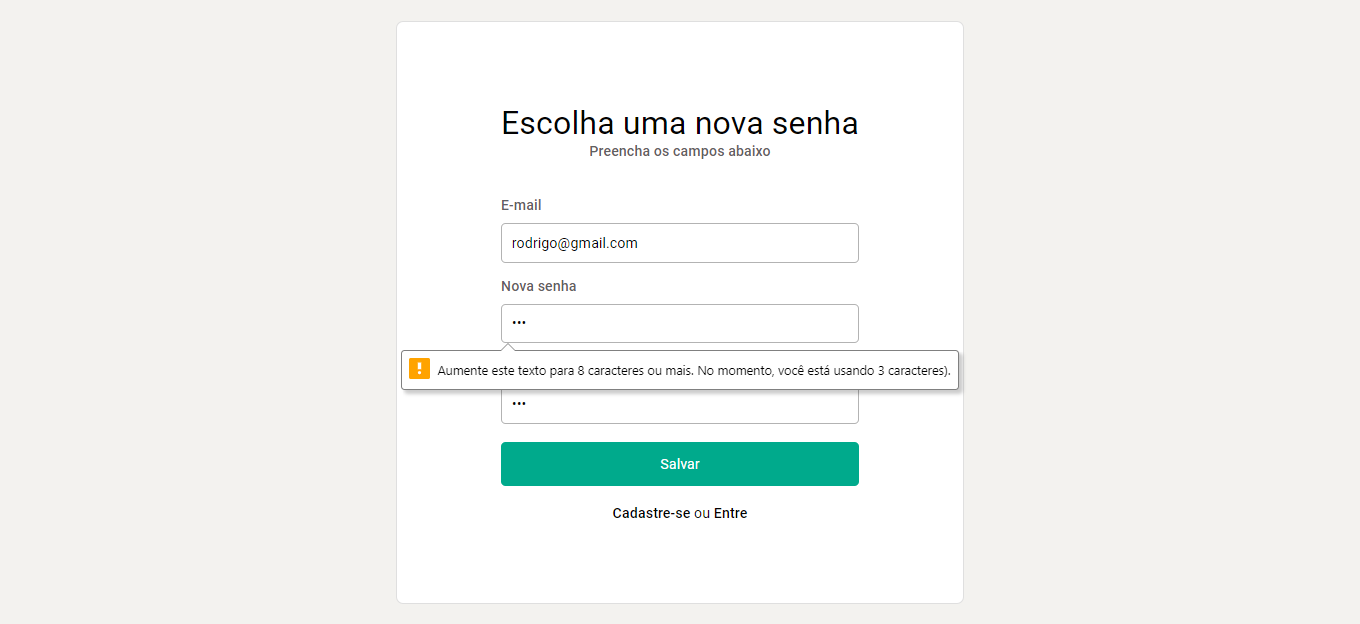 Escolha uma nova senha
Preencha os campos abaixo
E-mail
rodrigo@gmail.com
Nova senha
•••
Aumente este texto para 8 caracteres ou mais. No momento, você está usando 3 caracteres).
•••
Salvar
Cadastre-se ou Entre